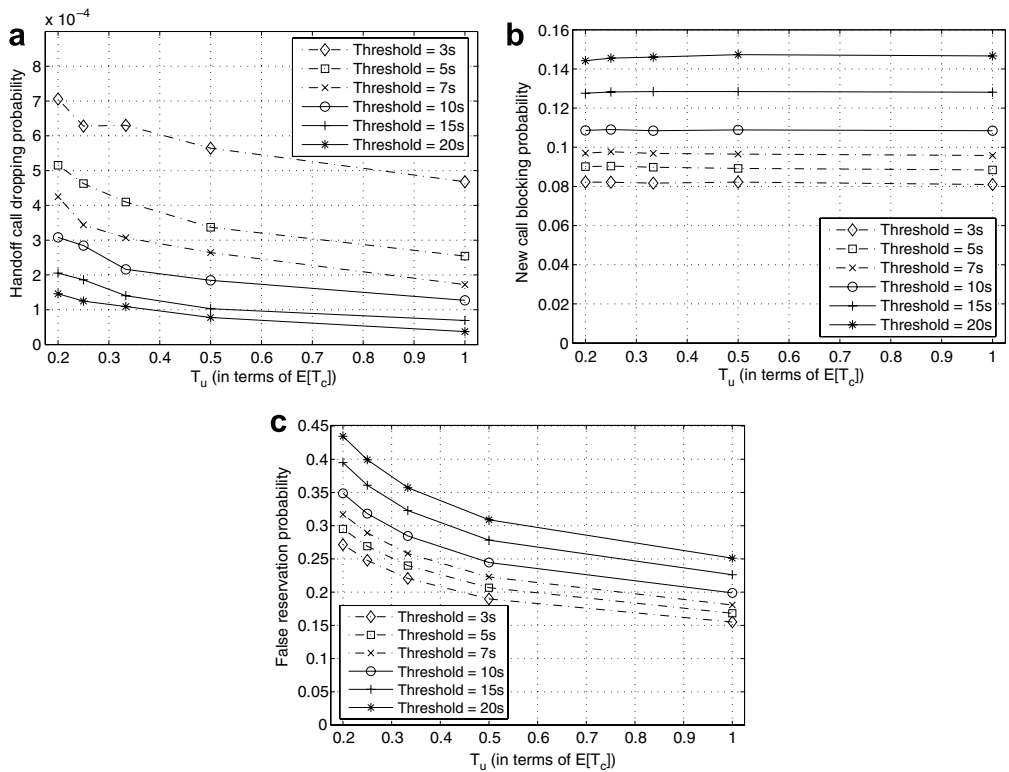 a
x 10⁻⁴
Handoff call dropping probability
8
7
6
5
4
3
2
1
0
0.2 0.3 0.4 0.5 0.6 0.7 0.8 0.9 1
T_u (in terms of E[T_c])
Threshold = 3s
Threshold = 5s
Threshold = 7s
Threshold = 10s
Threshold = 15s
Threshold = 20s
b
New call blocking probability
0.16
0.14
0.12
0.1
0.08
0.06
0.04
0.02
0
0.2 0.3 0.4 0.5 0.6 0.7 0.8 0.9 1
T_u (in terms of E[T_c])
Threshold = 3s
Threshold = 5s
Threshold = 7s
Threshold = 10s
Threshold = 15s
Threshold = 20s
c
False reservation probability
0.45
0.4
0.35
0.3
0.25
0.2
0.15
0.1
0.05
0
0.2 0.3 0.4 0.5 0.6 0.7 0.8 0.9 1
T_u (in terms of E[T_c])
Threshold = 3s
Threshold = 5s
Threshold = 7s
Threshold = 10s
Threshold = 15s
Threshold = 20s